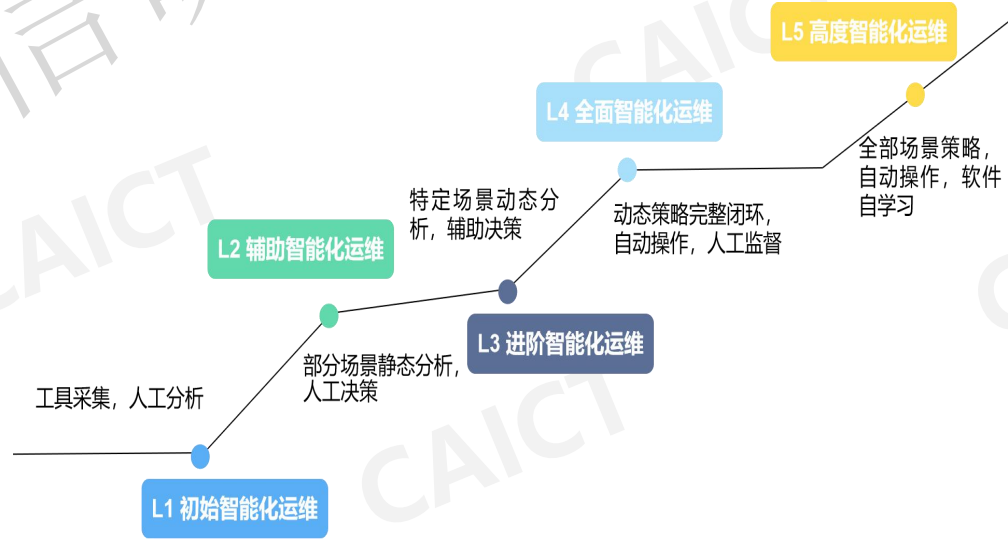 L5 高度智能化运维
L4 全面智能化运维
全部场景策略，
自动操作，软件
自学习
特定场景动态分
析，辅助决策
动态策略完整闭环，
自动操作，人工监督
L2 辅助智能化运维
L3 进阶智能化运维
部分场景静态分析，
人工决策
工具采集，人工分析
L1 初始智能化运维
CAICT
CAICT
CAICT